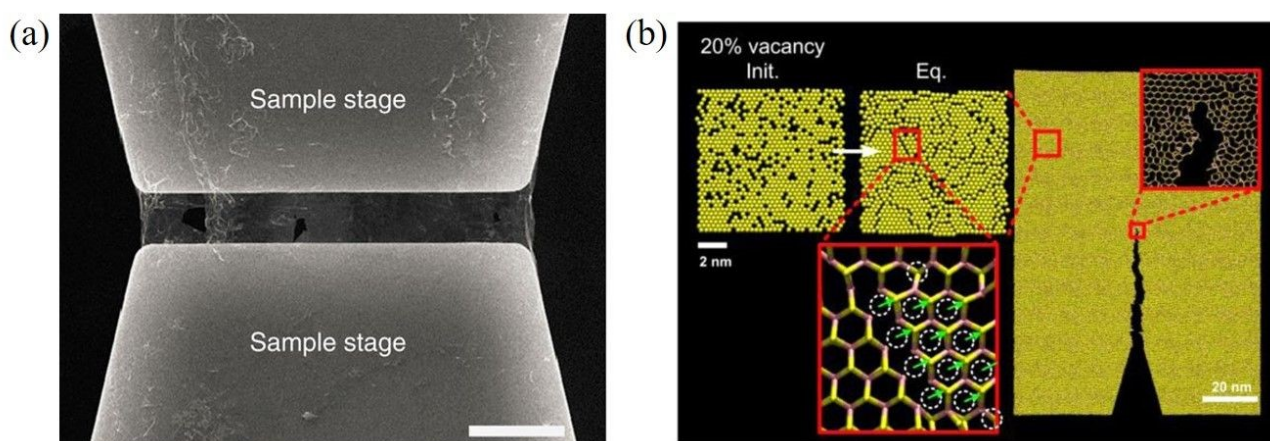 (a)
Sample stage
Sample stage
(b)
20% vacancy
Init.
Eq.
2 nm
20 nm